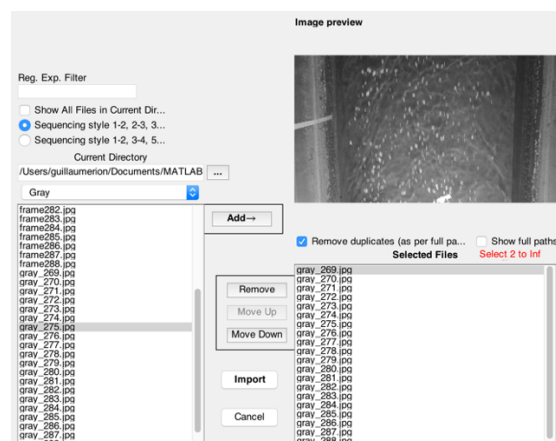 Image preview
Reg. Exp. Filter
Show All Files in Current Dir...
Sequencing style 1-2, 2-3, 3...
Sequencing style 1-2, 3-4, 5...
Current Directory
/Users/guillaumerion/Documents/MATLAB
...
Gray
frame282.jpg
frame283.jpg
frame284.jpg
frame285.jpg
frame286.jpg
frame287.jpg
frame288.jpg
gray_269.jpg
gray_270.jpg
gray_271.jpg
gray_272.jpg
gray_273.jpg
gray_274.jpg
gray_275.jpg
gray_276.jpg
gray_277.jpg
gray_278.jpg
gray_279.jpg
gray_280.jpg
gray_281.jpg
gray_282.jpg
gray_283.jpg
gray_284.jpg
gray_285.jpg
gray_286.jpg
gray_287.jpg
Add→
Remove
Move Up
Move Down
Import
Cancel
Remove duplicates (as per full pa...
Show full paths
Selected Files
Select 2 to Inf
gray_269.jpg
gray_270.jpg
gray_271.jpg
gray_272.jpg
gray_273.jpg
gray_274.jpg
gray_275.jpg
gray_276.jpg
gray_277.jpg
gray_278.jpg
gray_279.jpg
gray_280.jpg
gray_281.jpg
gray_282.jpg
gray_283.jpg
gray_284.jpg
gray_285.jpg
gray_286.jpg
gray_287.jpg
gray_288.jpg